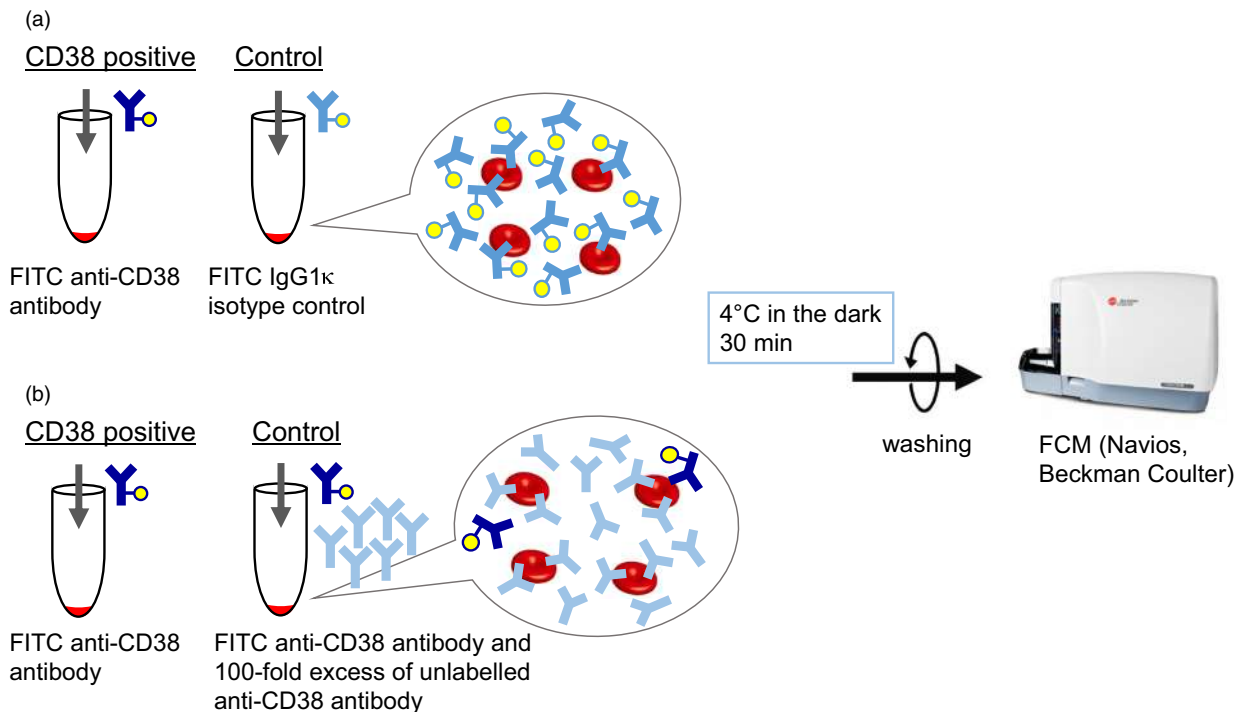 (a)
CD38 positive
Control
FITC anti-CD38
antibody
FITC IgG1κ
isotype control
4°C in the dark
30 min
washing
FCM (Navios,
Beckman Coulter)
(b)
CD38 positive
Control
FITC anti-CD38
antibody
FITC anti-CD38 antibody and
100-fold excess of unlabelled
anti-CD38 antibody